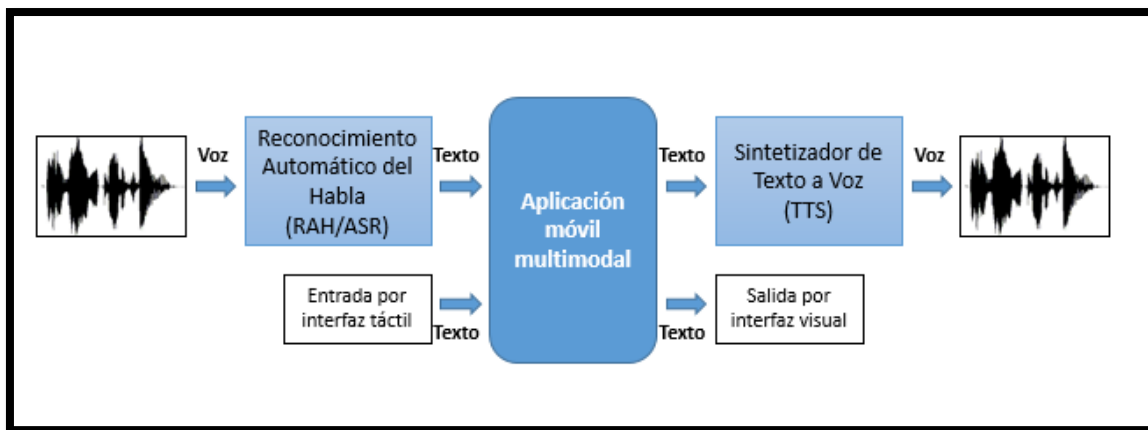 Voz
Reconocimiento
Automático del
Habla
(RAH/ASR)
Texto
Entrada por
interfaz táctil
Texto
Aplicación
móvil
multimodal
Texto
Sintetizador de
Texto a Voz
(TTS)
Voz
Texto
Salida por
interfaz visual